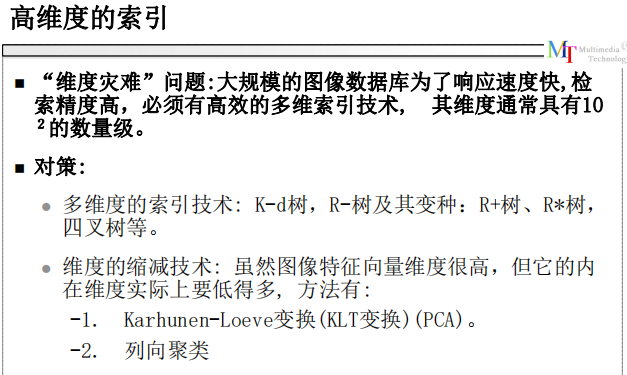 高维度的索引
MT Multimedia
Technology
“维度灾难”问题:大规模的图像数据库为了响应速度快,检
索精度高，必须有高效的多维索引技术， 其维度通常具有10
²的数量级。
对策:
多维度的索引技术: K-d树，R-树及其变种：R+树、R*树，
四叉树等。
维度的缩减技术: 虽然图像特征向量维度很高，但它的内
在维度实际上要低得多, 方法有:
-1. Karhunen-Loeve变换(KLT变换)(PCA)。
-2. 列向聚类